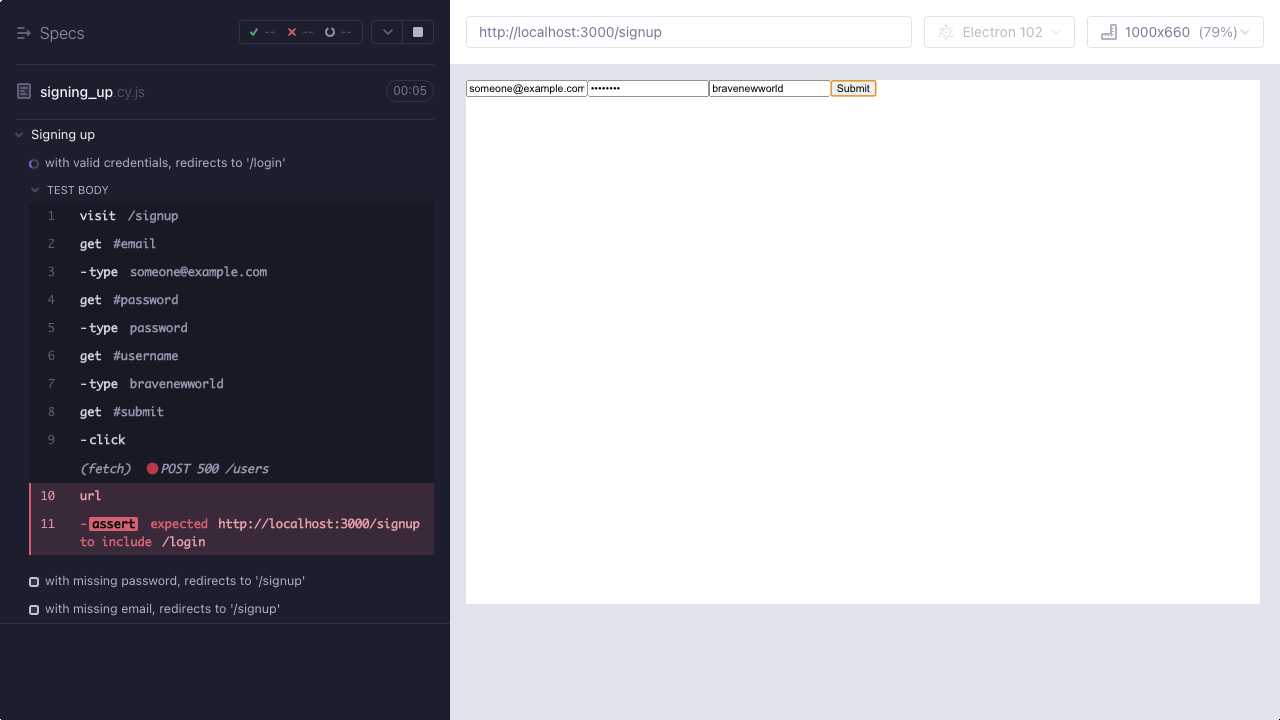 Specs
-- -- --
signing_up.cy.js
00:05
Signing up
with valid credentials, redirects to '/login'
TEST BODY
1 visit /signup
2 get #email
3 -type someone@example.com
4 get #password
5 -type password
6 get #username
7 -type bravenewworld
8 get #submit
9 -click
(fetch) POST 500 /users
10 url
11 -assert expected http://localhost:3000/signup
to include /login
with missing password, redirects to '/signup'
with missing email, redirects to '/signup'
http://localhost:3000/signup
Electron 102
1000x660 (79%)
someone@example.com
••••••••
bravenewworld
Submit